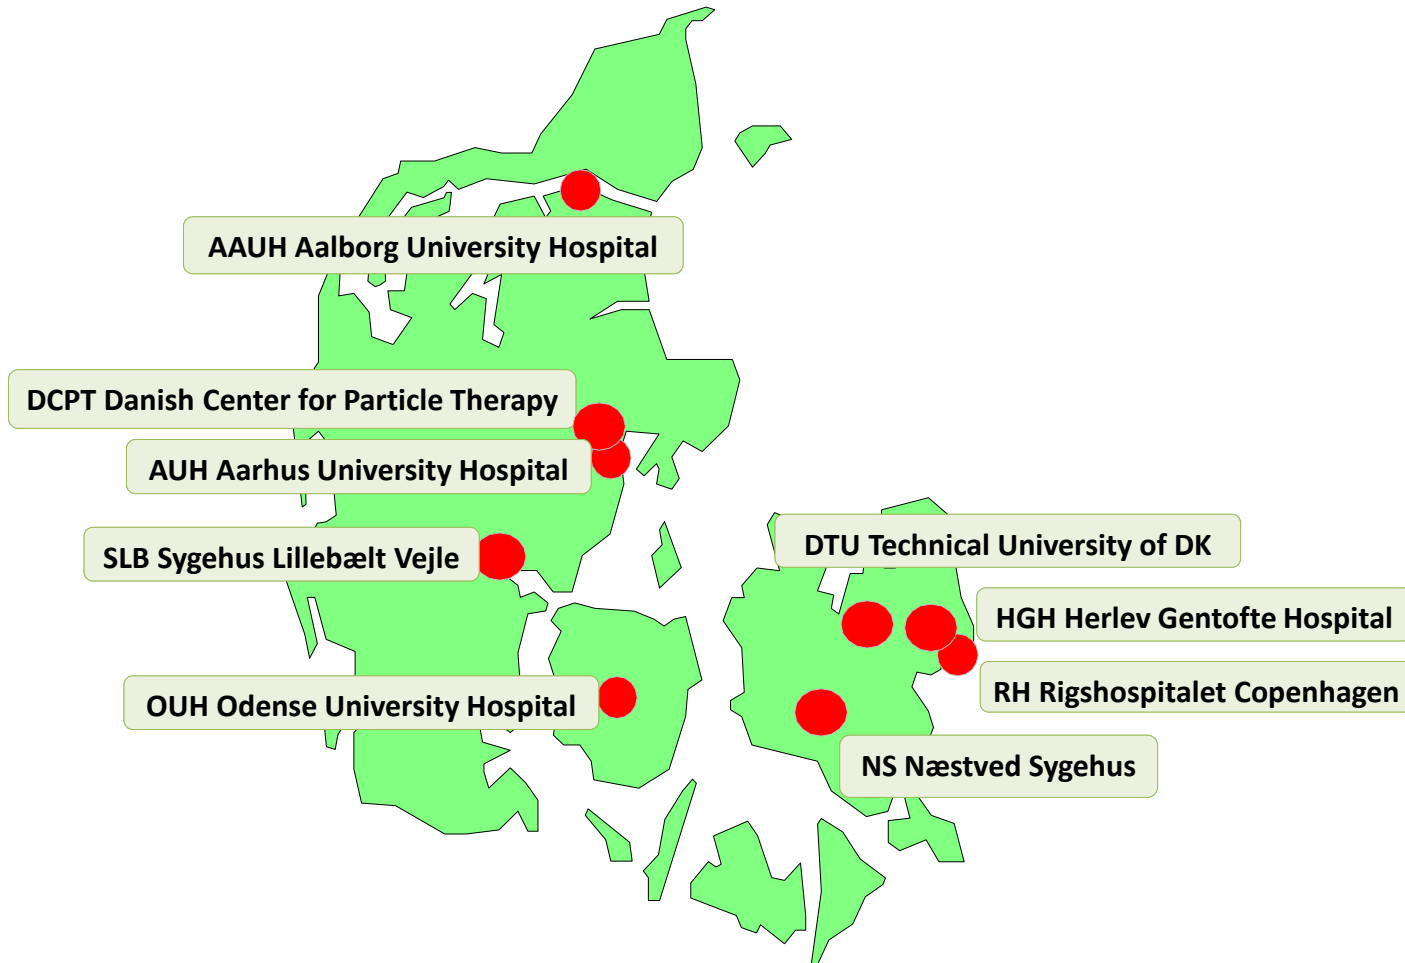 AAUH Aalborg University Hospital
DCPT Danish Center for Particle Therapy
AUH Aarhus University Hospital
SLB Sygehus Lillebælt Vejle
DTU Technical University of DK
HGH Herlev Gentofte Hospital
OUH Odense University Hospital
RH Rigshospitalet Copenhagen
NS Næstved Sygehus